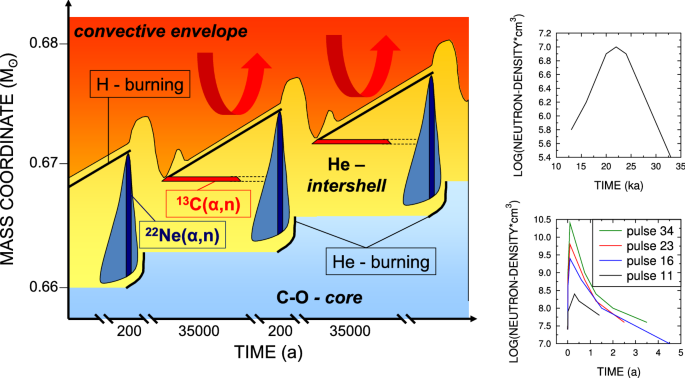 convective envelope
0.68
0.67
0.66
MASS COORDINATE (M⊙)
H - burning
He –
intershell
¹³C(α,n)
²²Ne(α,n)
He - burning
C-O - core
200 35000 200 35000
TIME (a)
LOG(NEUTRON-DENSITY*cm³)
7.2
7.0
6.8
6.6
6.4
6.2
6.0
5.8
5.6
5.4
10 15 20 25 30 35
TIME (ka)
LOG(NEUTRON-DENSITY*cm³)
10.5
10.0
9.5
9.0
8.5
8.0
7.5
7.0
pulse 34
pulse 23
pulse 16
pulse 11
0 1 2 3 4 5
TIME (a)